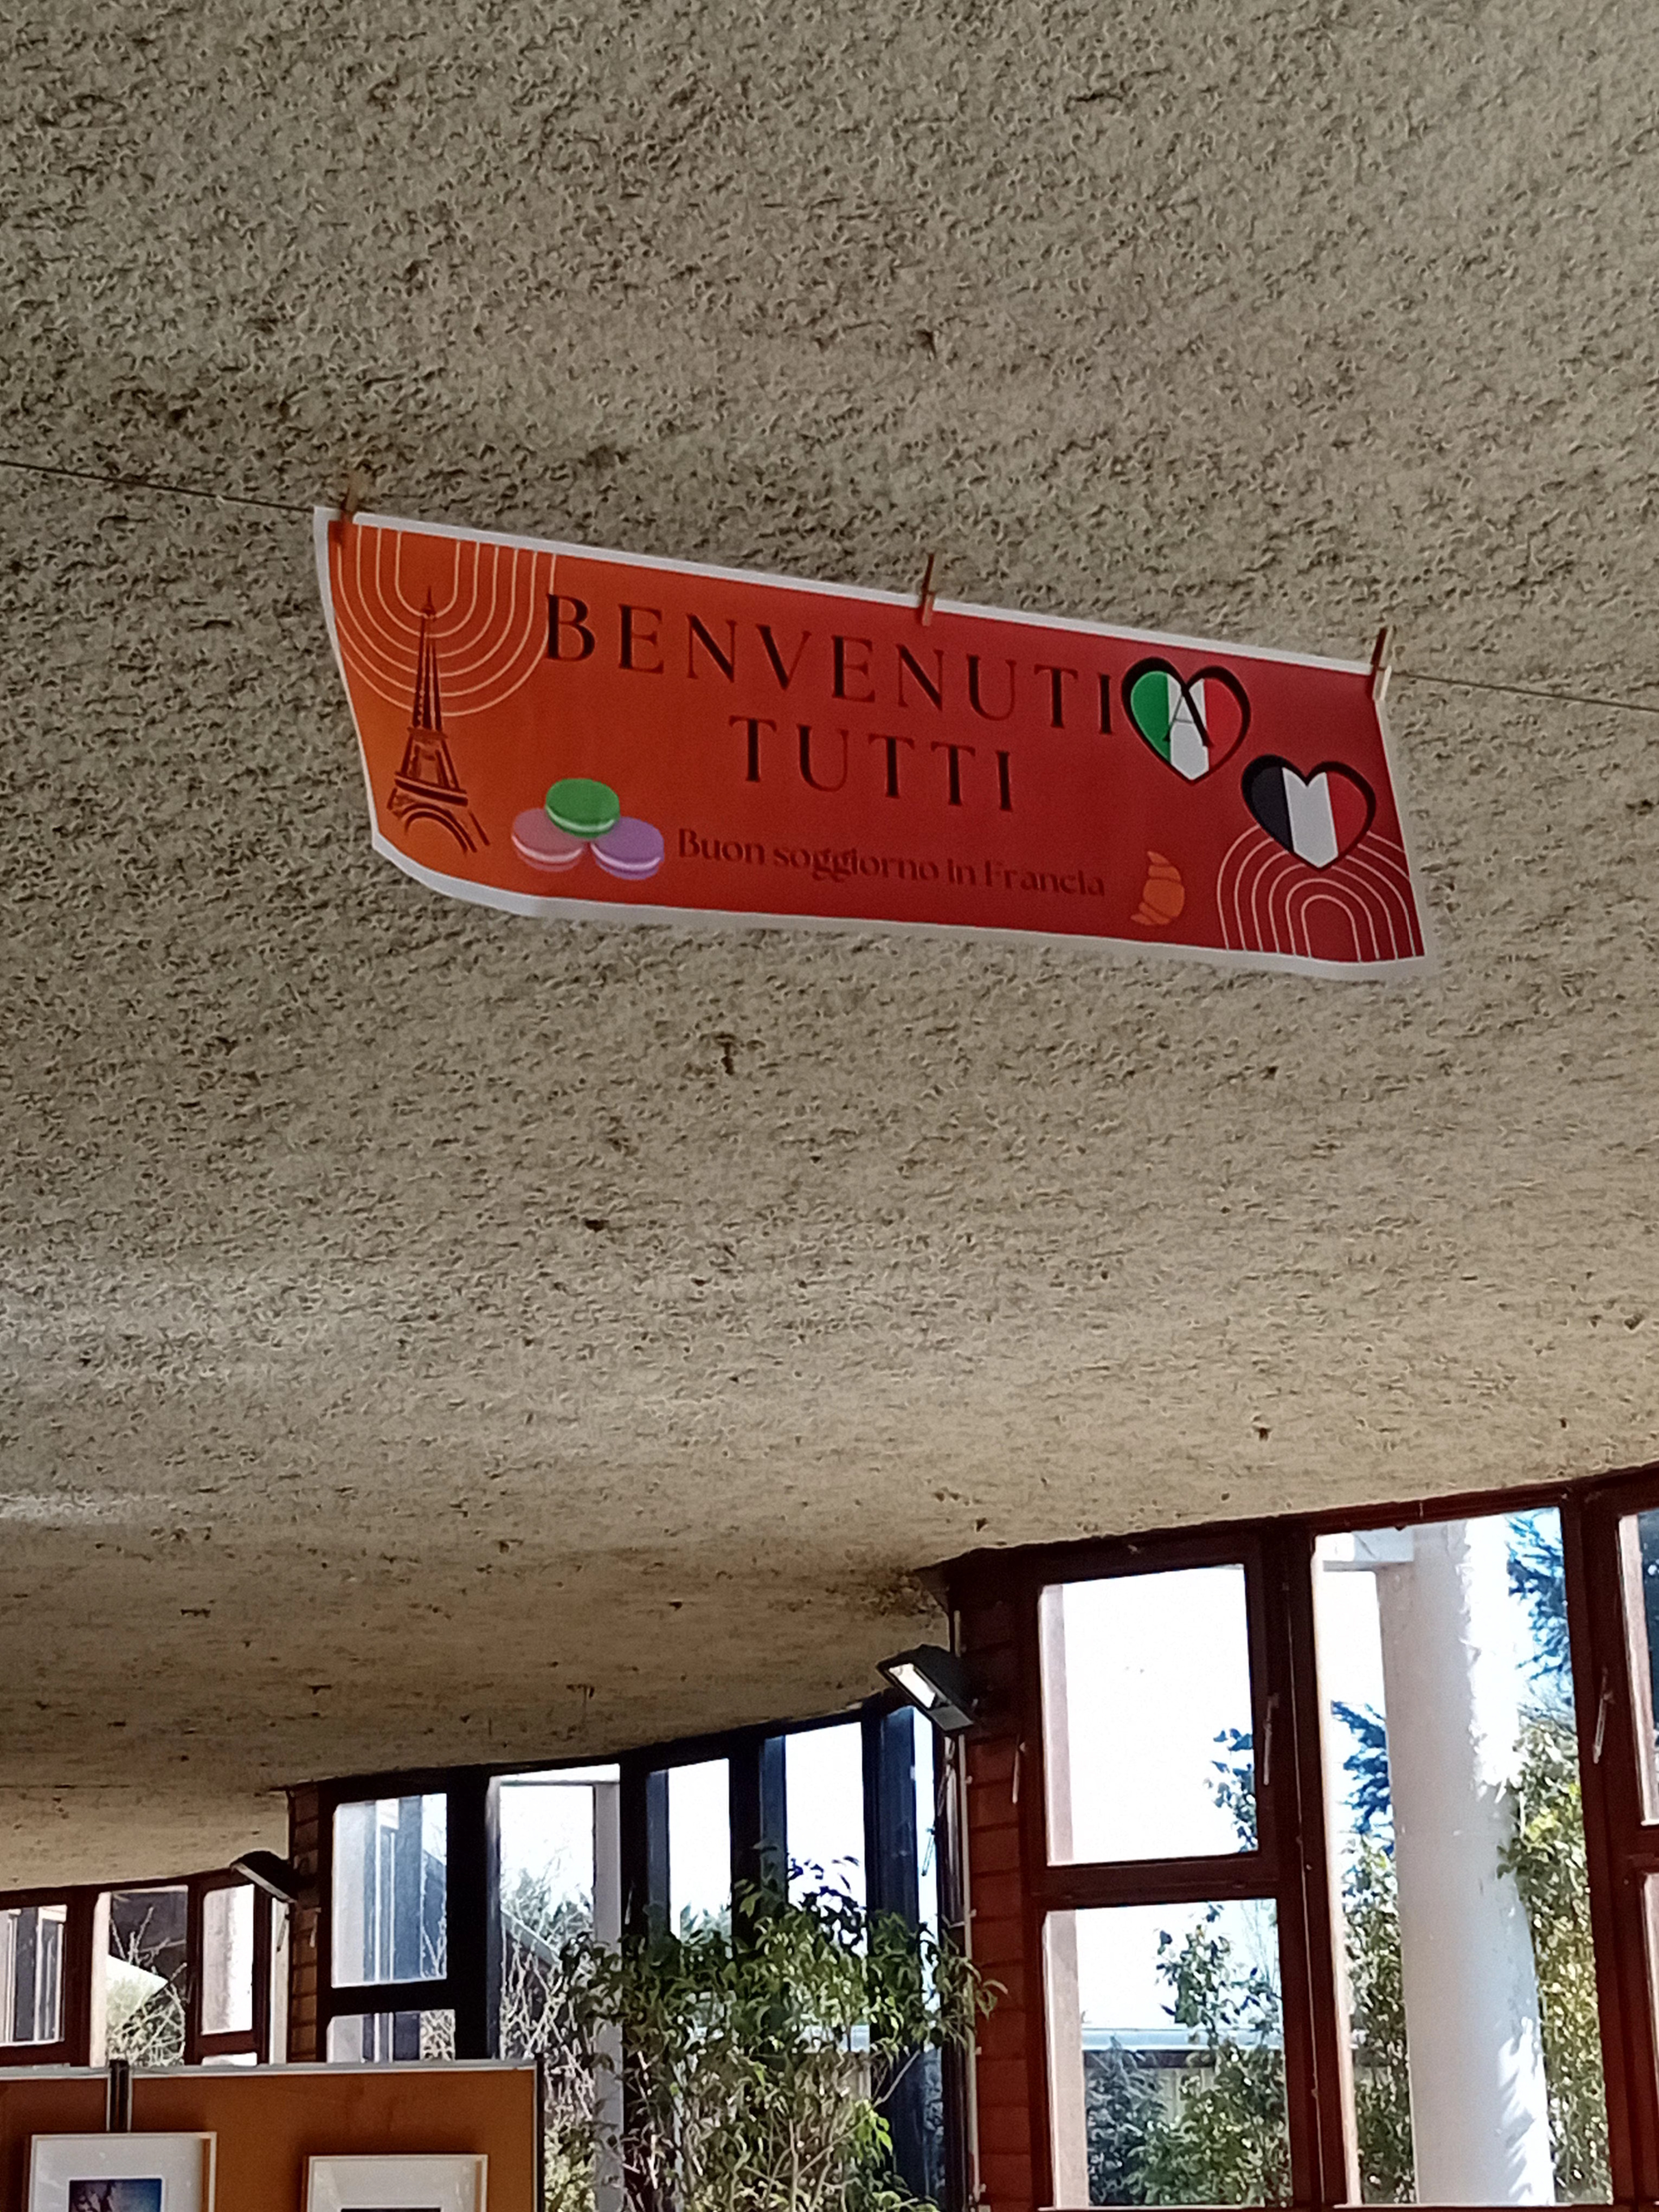 BENVENUTI A
TUTTI
Buon soggiorno in Francia